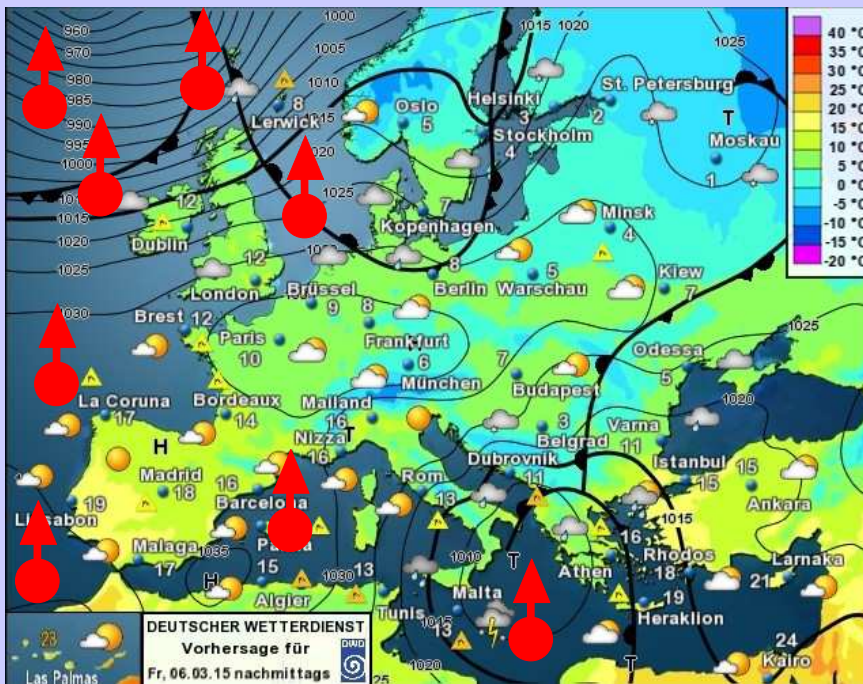 1000
1015
1020
960
970
980
985
990
995
1000
1005
1010
1015
1020
1025
1025
40 °C
35 °C
30 °C
25 °C
20 °C
15 °C
10 °C
5 °C
0 °C
-5 °C
-10 °C
-15 °C
-20 °C
8
Lerwick
Oslo
5
Helsinki
3
St. Petersburg
2
Stockholm
4
T
Moskau
1
1015
1020
1025
1030
12
Dublin
7
Kopenhagen
Minsk
4
12
London
Brüssel
9
8
Berlin
5
Warschau
Kiew
7
Brest
12
Paris
10
8
Frankfurt
H
6
München
7
Budapest
Odessa
5
1025
La Coruna
17
Bordeaux
14
Mailand
16
T
Nizza
16
3
Belgrad
Varna
11
1020
H
Madrid
18
16
Barcelona
Rom
13
Dubrovnik
11
Istanbul
15
15
Ankara
19
Lissabon
Malaga
17
1035
H
Palma
15
Algier
1030
13
Tunis
1010
T
16
Athen
1015
Rhodos
18
Larnaka
21
Malta
13
1015
19
Heraklion
1020
1025
T
24
Kairo
23
Las Palmas
DEUTSCHER WETTERDIENST
Vorhersage für
Fr, 06.03.15 nachmittags
DWD